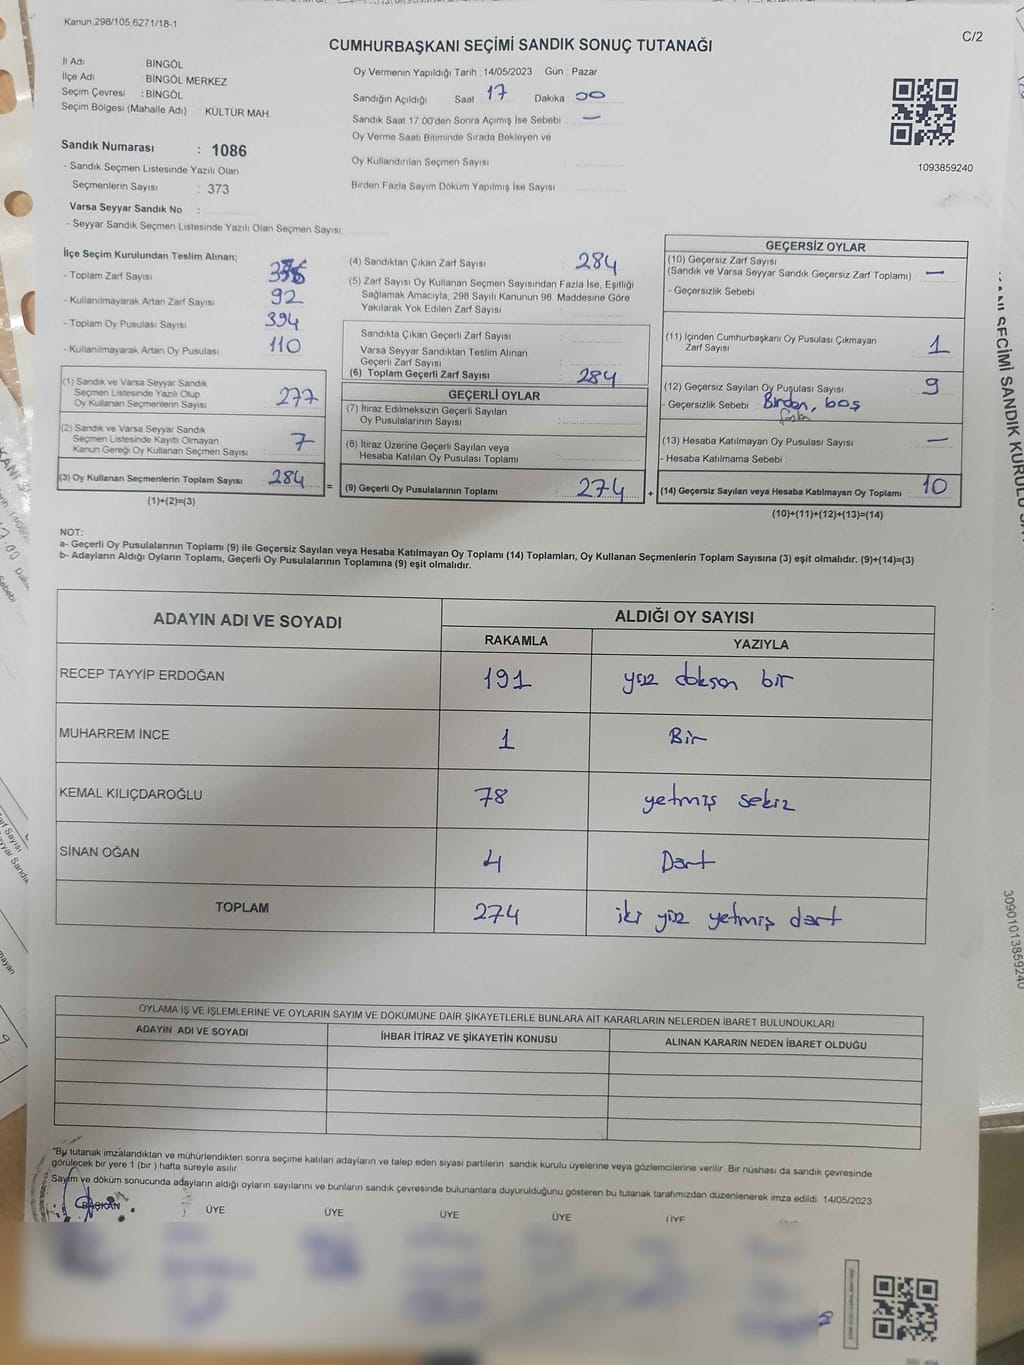 Kanun,298/105,6271/18-1
C/2
CUMHURBAŞKANI SEÇİMİ SANDIK SONUÇ TUTANAĞI
İl Adı BİNGÖL
İlçe Adı : BİNGÖL MERKEZ
Seçim Çevresi : BİNGÖL
Seçim Bölgesi (Mahalle Adı) KÜLTÜR MAH
Sandık Numarası : 1086
- Sandık Seçmen Listesinde Yazılı Olan
Seçmenlerin Sayısı : 373
Varsa Seyyar Sandık No :
- Seyyar Sandık Seçmen Listesinde Yazılı Olan Seçmen Sayısı
Oy Vermenin Yapıldığı Tarih : 14/05/2023 Gün : Pazar
Sandığın Açıldığı Saat 17 Dakika : 00
Sandık Saat 17:00'den Sonra Açımış İse Sebebi : —
Oy Verme Saati Bitiminde Sırada Bekleyen ve
Oy Kullandırılan Seçmen Sayısı
Birden Fazla Sayım Döküm Yapılmış İse Sayısı
1093859240
İlçe Seçim Kurulundan Teslim Alınan;
- Toplam Zarf Sayısı
- Kullanılmayarak Artan Zarf Sayısı 92
- Toplam Oy Pusulası Sayısı 394
- Kullanılmayarak Artan Oy Pusulası 110
(1) Sandık ve Varsa Seyyar Sandık
Seçmen Listesinde Yazılı Olup
Oy Kullanan Seçmenlerin Sayısı 277
(2) Sandık ve Varsa Seyyar Sandık
Seçmen Listesinde Kayıtlı Olmayan
Kanun Gereği Oy Kullanan Seçmen Sayısı 7
(3) Oy Kullanan Seçmenlerin Toplam Sayısı 284 =
(1)+(2)=(3)
(4) Sandıktan Çıkan Zarf Sayısı : 284
(5) Zarf Sayısı Oy Kullanan Seçmen Sayısından Fazla İse, Eşitliği
Sağlamak Amacıyla, 298 Sayılı Kanunun 98. Maddesine Göre
Yakılarak Yok Edilen Zarf Sayısı
Sandıkta Çıkan Geçerli Zarf Sayısı
Varsa Seyyar Sandıktan Teslim Alınan
Geçerli Zarf Sayısı
(6) Toplam Geçerli Zarf Sayısı : 284
GEÇERLİ OYLAR
(7) İtiraz Edilmeksizin Geçerli Sayılan
Oy Pusulalarının Sayısı
(8) İtiraz Üzerine Geçerli Sayılan veya
Hesaba Katılan Oy Pusulası Toplamı
(9) Geçerli Oy Pusulalarının Toplamı : 274 +
GEÇERSİZ OYLAR
(10) Geçersiz Zarf Sayısı
(Sandık ve Varsa Seyyar Sandık Geçersiz Zarf Toplamı) : —
- Geçersizlik Sebebi :
(11) İçinden Cumhurbaşkanı Oy Pusulası Çıkmayan
Zarf Sayısı 1
(12) Geçersiz Sayılan Oy Pusulası Sayısı : 9
- Geçersizlik Sebebi : Birden, boş
fazla
(13) Hesaba Katılmayan Oy Pusulası Sayısı : —
- Hesaba Katılmama Sebebi :
(14) Geçersiz Sayılan veya Hesaba Katılmayan Oy Toplamı : 10
(10)+(11)+(12)+(13)=(14)
NOT:
a- Geçerli Oy Pusulalarının Toplamı (9) ile Geçersiz Sayılan veya Hesaba Katılmayan Oy Toplamı (14) Toplamları, Oy Kullanan Seçmenlerin Toplam Sayısına (3) eşit olmalıdır. (9)+(14)=(3)
b- Adayların Aldığı Oyların Toplamı, Geçerli Oy Pusulalarının Toplamına (9) eşit olmalıdır.
ADAYIN ADI VE SOYADI
ALDIĞI OY SAYISI
RAKAMLA YAZIYLA
RECEP TAYYİP ERDOĞAN 191 yüz doksan bir
MUHARREM İNCE 1 Bir
KEMAL KILIÇDAROĞLU 78 yetmiş sekiz
SİNAN OĞAN 4 Dört
TOPLAM 274 iki yüz yetmiş dört
OYLAMA İŞ VE İŞLEMLERİNE VE OYLARIN SAYIM VE DÖKÜMÜNE DAİR ŞİKAYETLERLE BUNLARA AİT KARARLARIN NELERDEN İBARET BULUNDUKLARI
ADAYIN ADI VE SOYADI İHBAR İTİRAZ VE ŞİKAYETİN KONUSU ALINAN KARARIN NEDEN İBARET OLDUĞU
"Bu tutanak imzalandıktan ve mühürlendikten sonra seçime katılan adayların ve talep eden siyasi partilerin sandık kurulu üyelerine veya gözlemcilerine verilir. Bir nüshası da sandık çevresinde
görülecek bir yere 1 (bir) hafta süreyle asılır.
Sayım ve döküm sonucunda adayların aldığı oyların sayılarını ve bunların sandık çevresinde bulunanlara duyurulduğunu gösteren bu tutanak tarafımızdan düzenlenerek imza edildi. 14/05/2023
BAŞKAN ÜYE ÜYE ÜYE ÜYE ÜYE
30901013859240